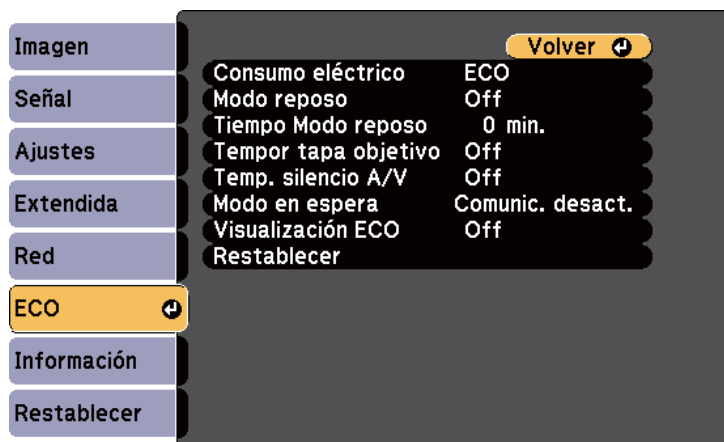 Imagen
Señal
Ajustes
Extendida
Red
ECO
Información
Restablecer
Volver
Consumo eléctrico ECO
Modo reposo Off
Tiempo Modo reposo 0 min.
Tempor tapa objetivo Off
Temp. silencio A/V Off
Modo en espera Comunic. desact.
Visualización ECO Off
Restablecer